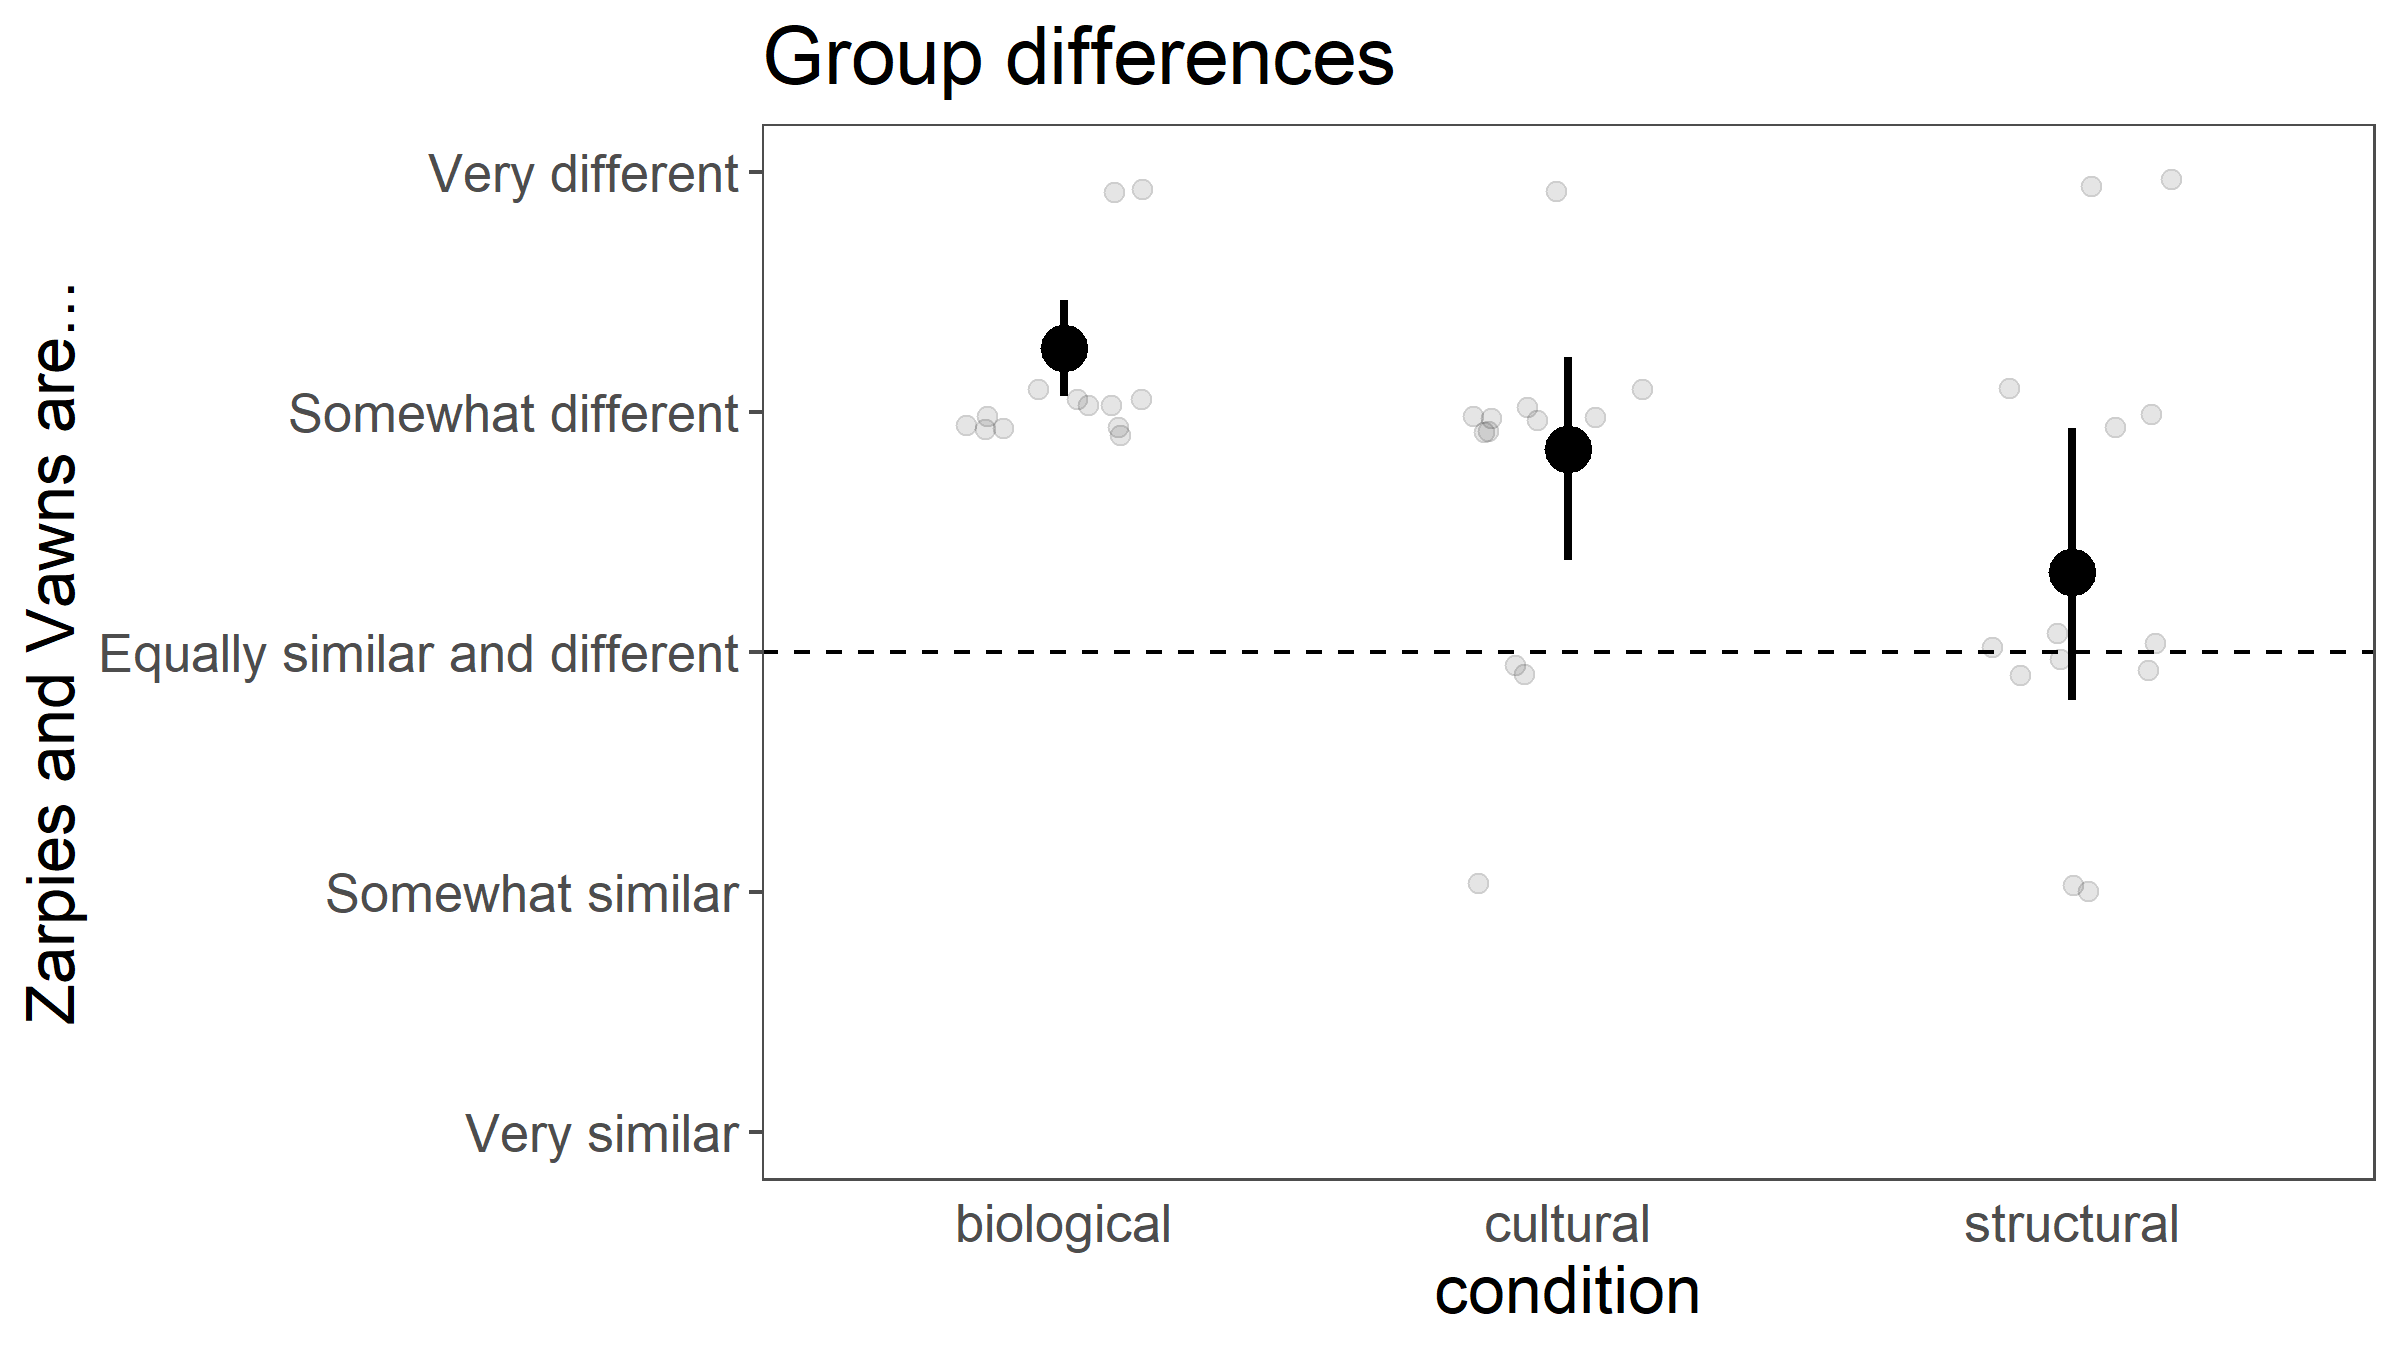 Group differences
Zarpies and Vawns are...
Very different
Somewhat different
Equally similar and different
Somewhat similar
Very similar
biological
cultural
structural
condition